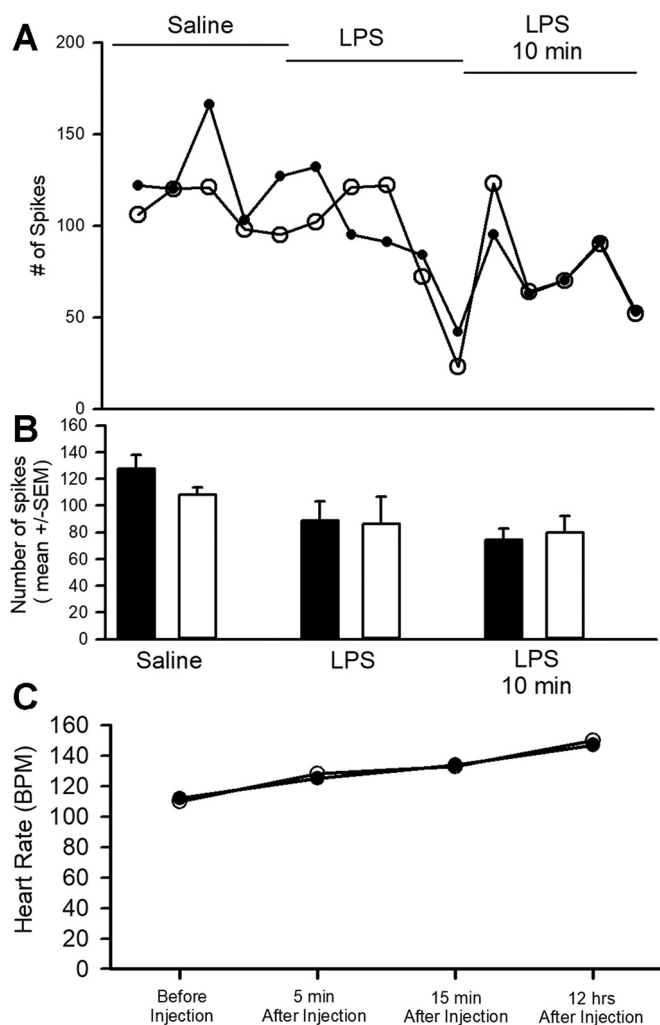 A
Saline
LPS
LPS
10 min
200
150
100
50
0
# of Spikes
B
160
140
120
100
80
60
40
20
0
Number of spikes
( mean +/-SEM)
Saline
LPS
LPS
10 min
C
160
140
120
100
80
60
40
20
0
Heart Rate (BPM)
Before
Injection
5 min
After Injection
15 min
After Injection
12 hrs
After Injection